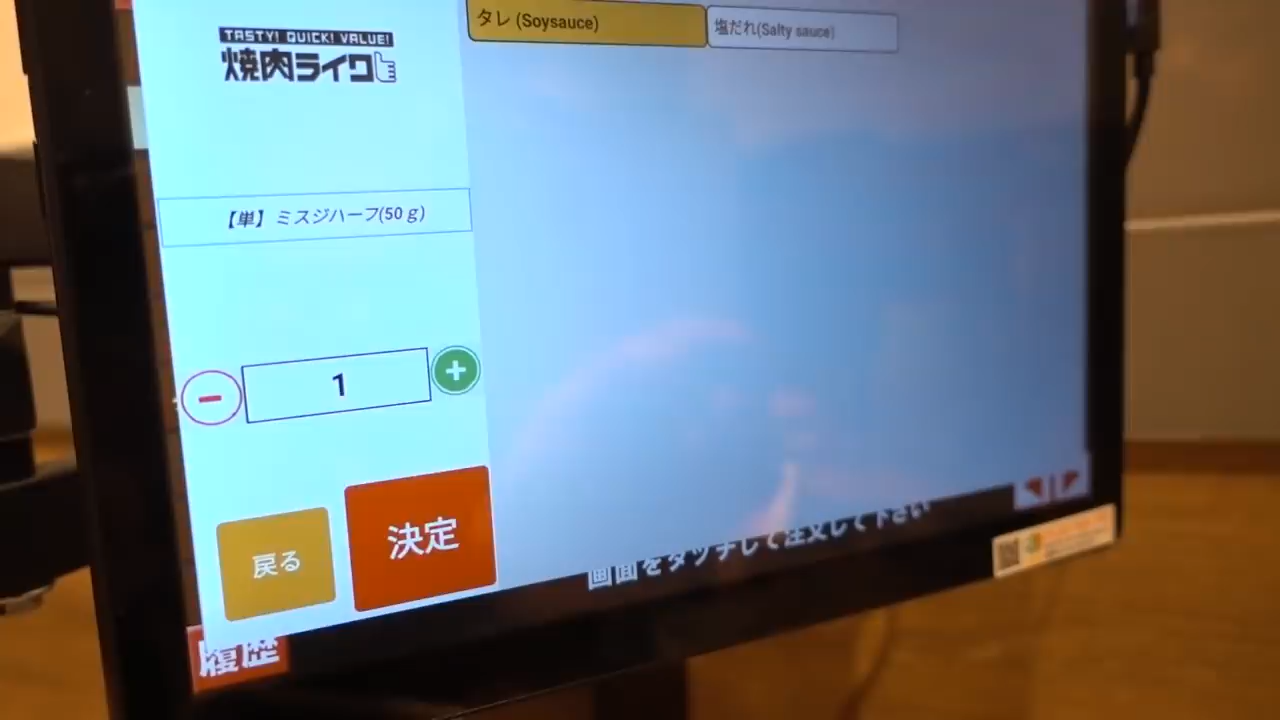 TASTY! QUICK! VALUE!
焼肉ライク
タレ (Soysauce)
塩だれ(Salty sauce)
【単】ミスジハーフ(50ｇ)
1
戻る
決定
画面をタッチして注文して下さい
履歴